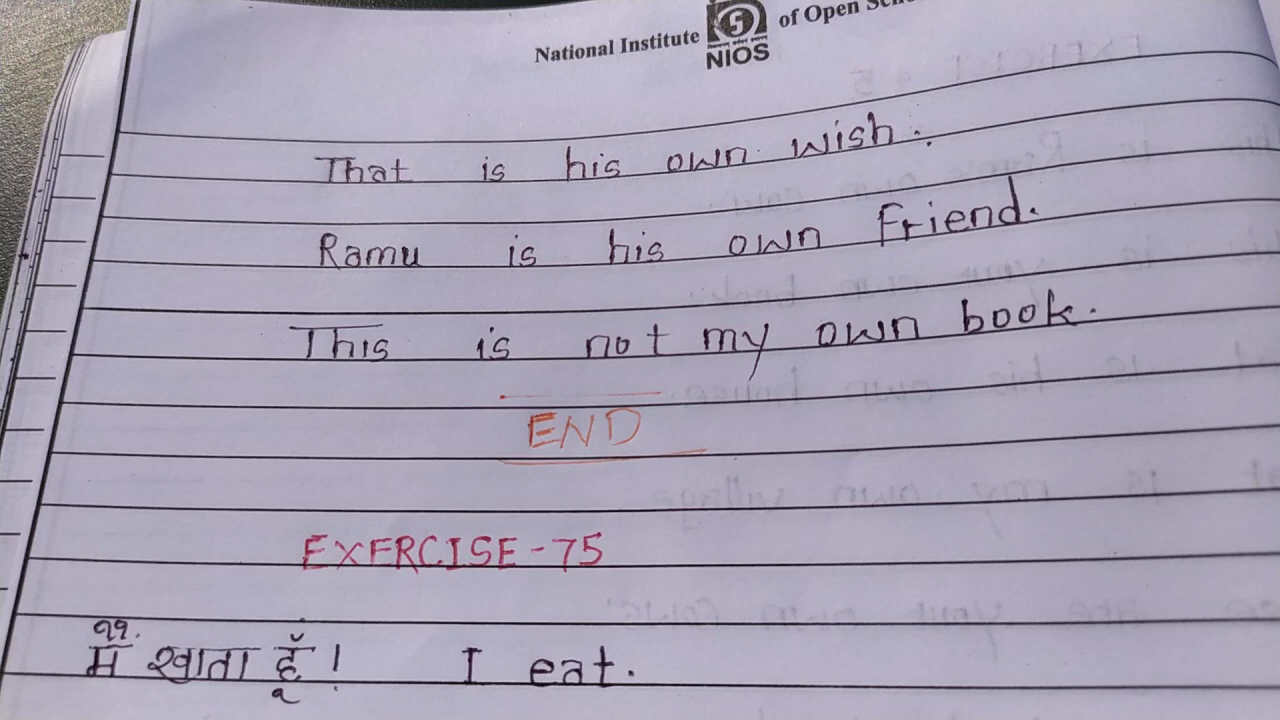 National Institute NIOS of Open
That is his own wish.
Ramu is his own friend.
This is not my own book.
END
EXERCISE-75
मैं खाता हूँ! I eat.